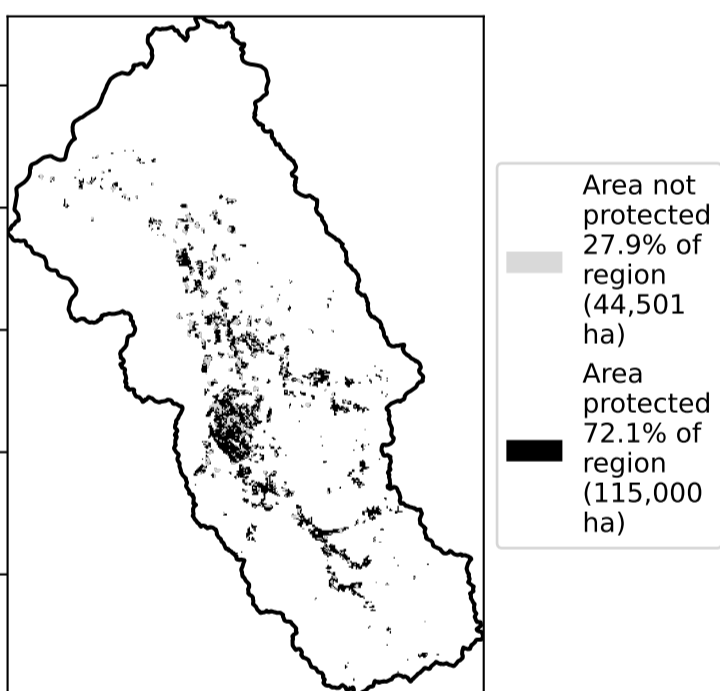 Area not
protected
27.9% of
region
(44,501
ha)
Area
protected
72.1% of
region
(115,000
ha)